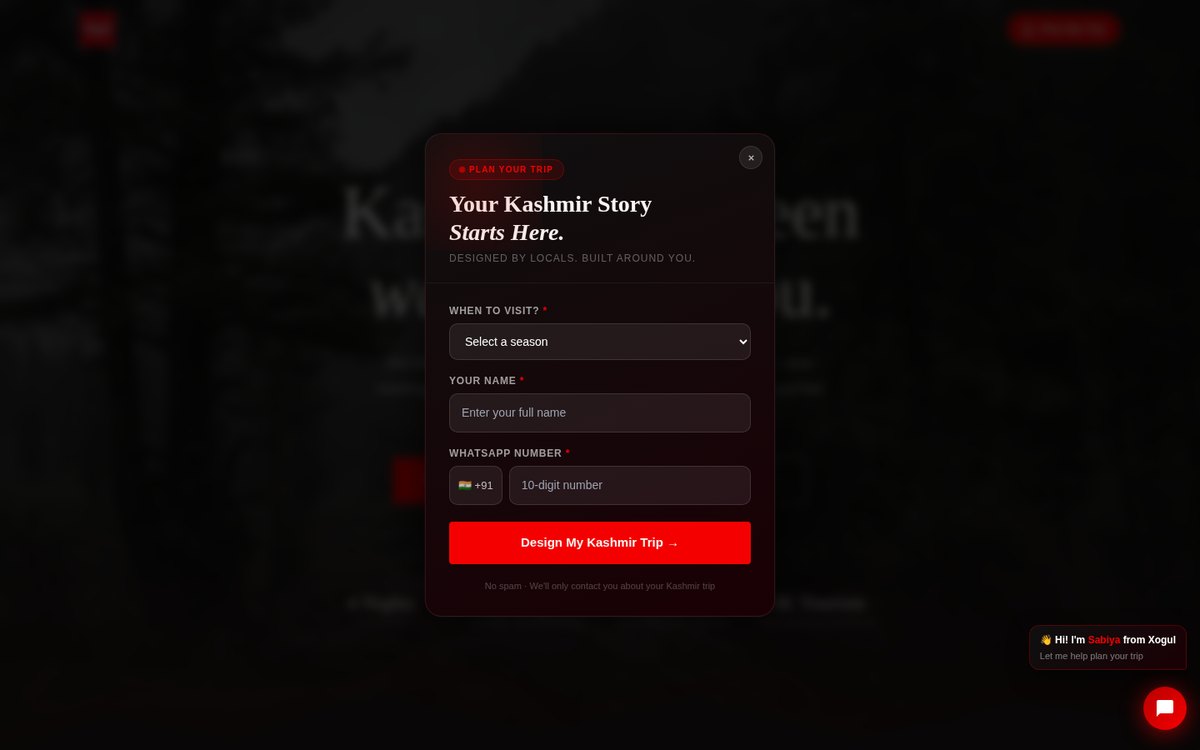 PLAN YOUR TRIP
×
Your Kashmir Story
Starts Here.
DESIGNED BY LOCALS. BUILT AROUND YOU.
WHEN TO VISIT? *
Select a season
YOUR NAME *
Enter your full name
WHATSAPP NUMBER *
🇮🇳 +91
10-digit number
Design My Kashmir Trip →
No spam · We'll only contact you about your Kashmir trip
👋 Hi! I'm Sabiya from Xogul
Let me help plan your trip